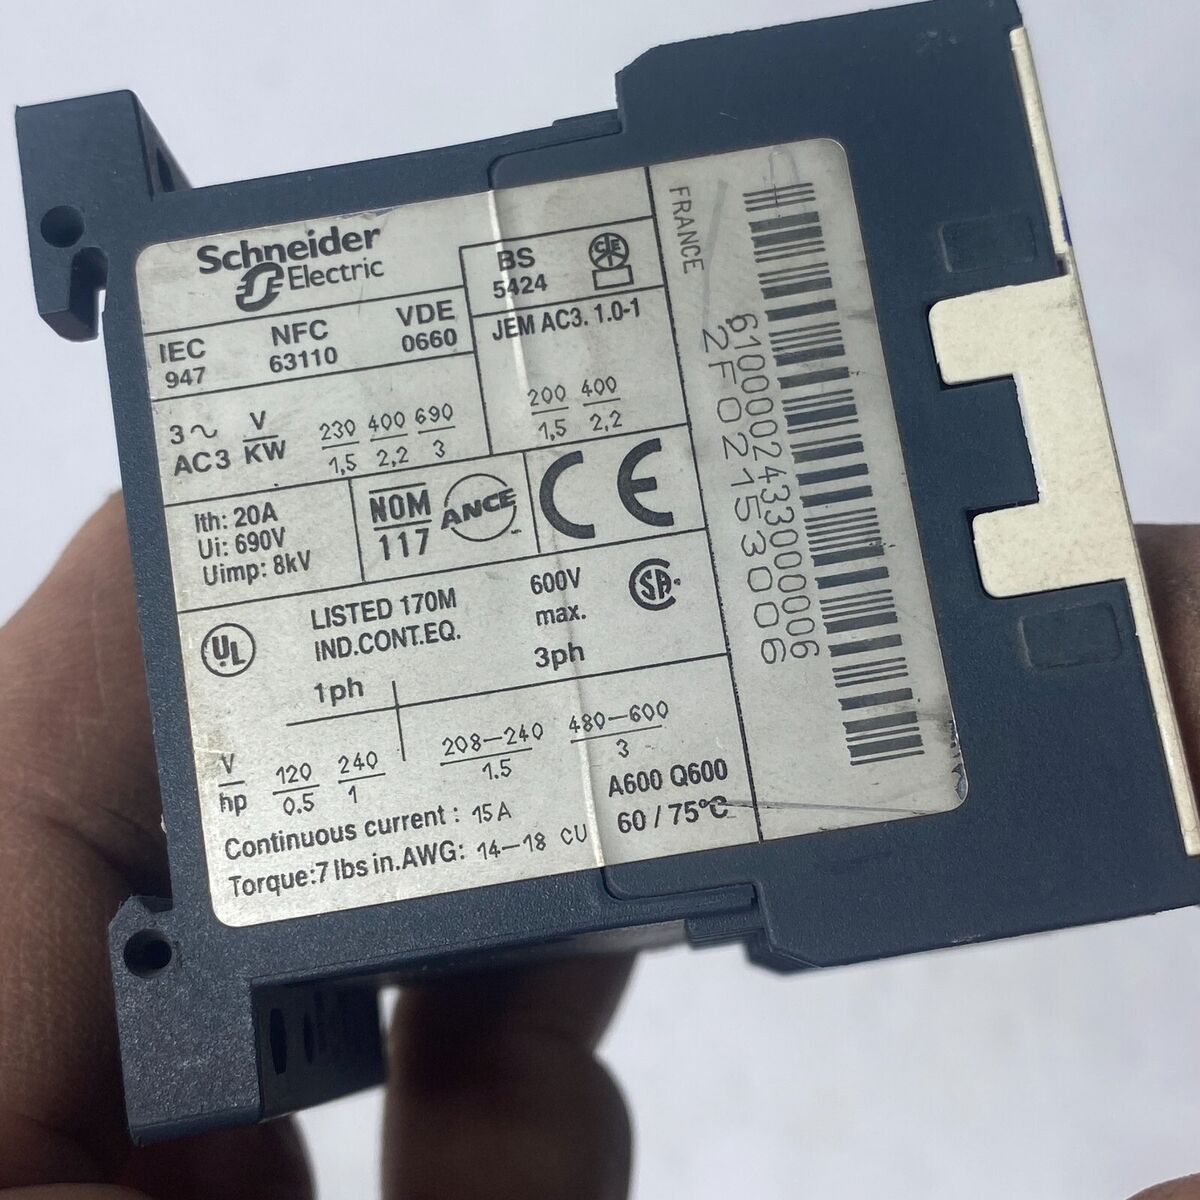 Schneider
Electric
IEC
947
NFC
63110
VDE
0660
BS
5424
JEM AC3. 1.0-1
3~
AC3
V
KW
230 400 690
1,5 2,2 3
200 400
1,5 2,2
Ith: 20A
Ui: 690V
Uimp: 8kV
NOM
117
ANCE
CE
UL
LISTED 170M
IND.CONT.EQ.
600V
max.
SA
1ph
3ph
V
hp
120 240
0.5 1
208–240 480–600
1.5 3
Continuous current : 15A
A600 Q600
Torque:7 lbs in.AWG: 14–18 CU
60 / 75°C
FRANCE
2F02153006